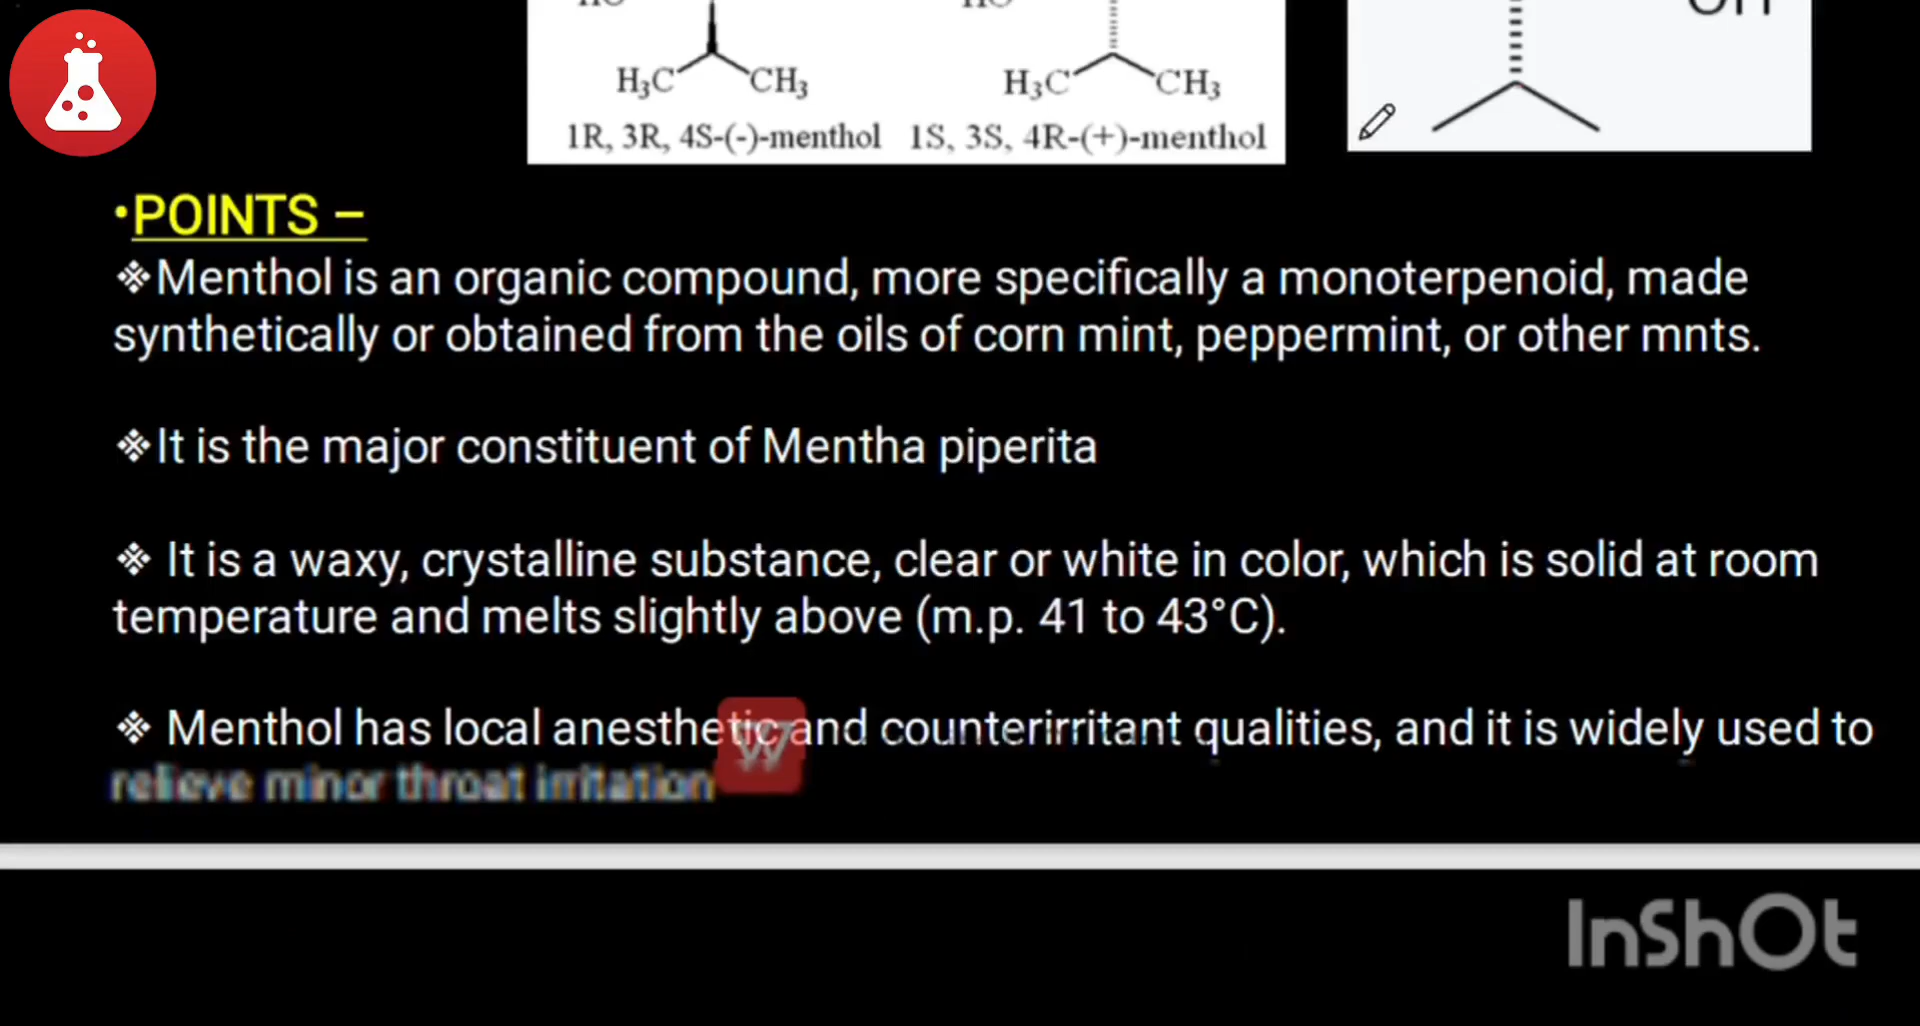 H₃C CH₃ H₃C CH₃
1R, 3R, 4S-(-)-menthol 1S, 3S, 4R-(+)-menthol
•POINTS –
❖Menthol is an organic compound, more specifically a monoterpenoid, made
synthetically or obtained from the oils of corn mint, peppermint, or other mnts.
❖It is the major constituent of Mentha piperita
❖ It is a waxy, crystalline substance, clear or white in color, which is solid at room
temperature and melts slightly above (m.p. 41 to 43°C).
❖ Menthol has local anesthetic and counterirritant qualities, and it is widely used to
relieve minor throat irritation
InShOt